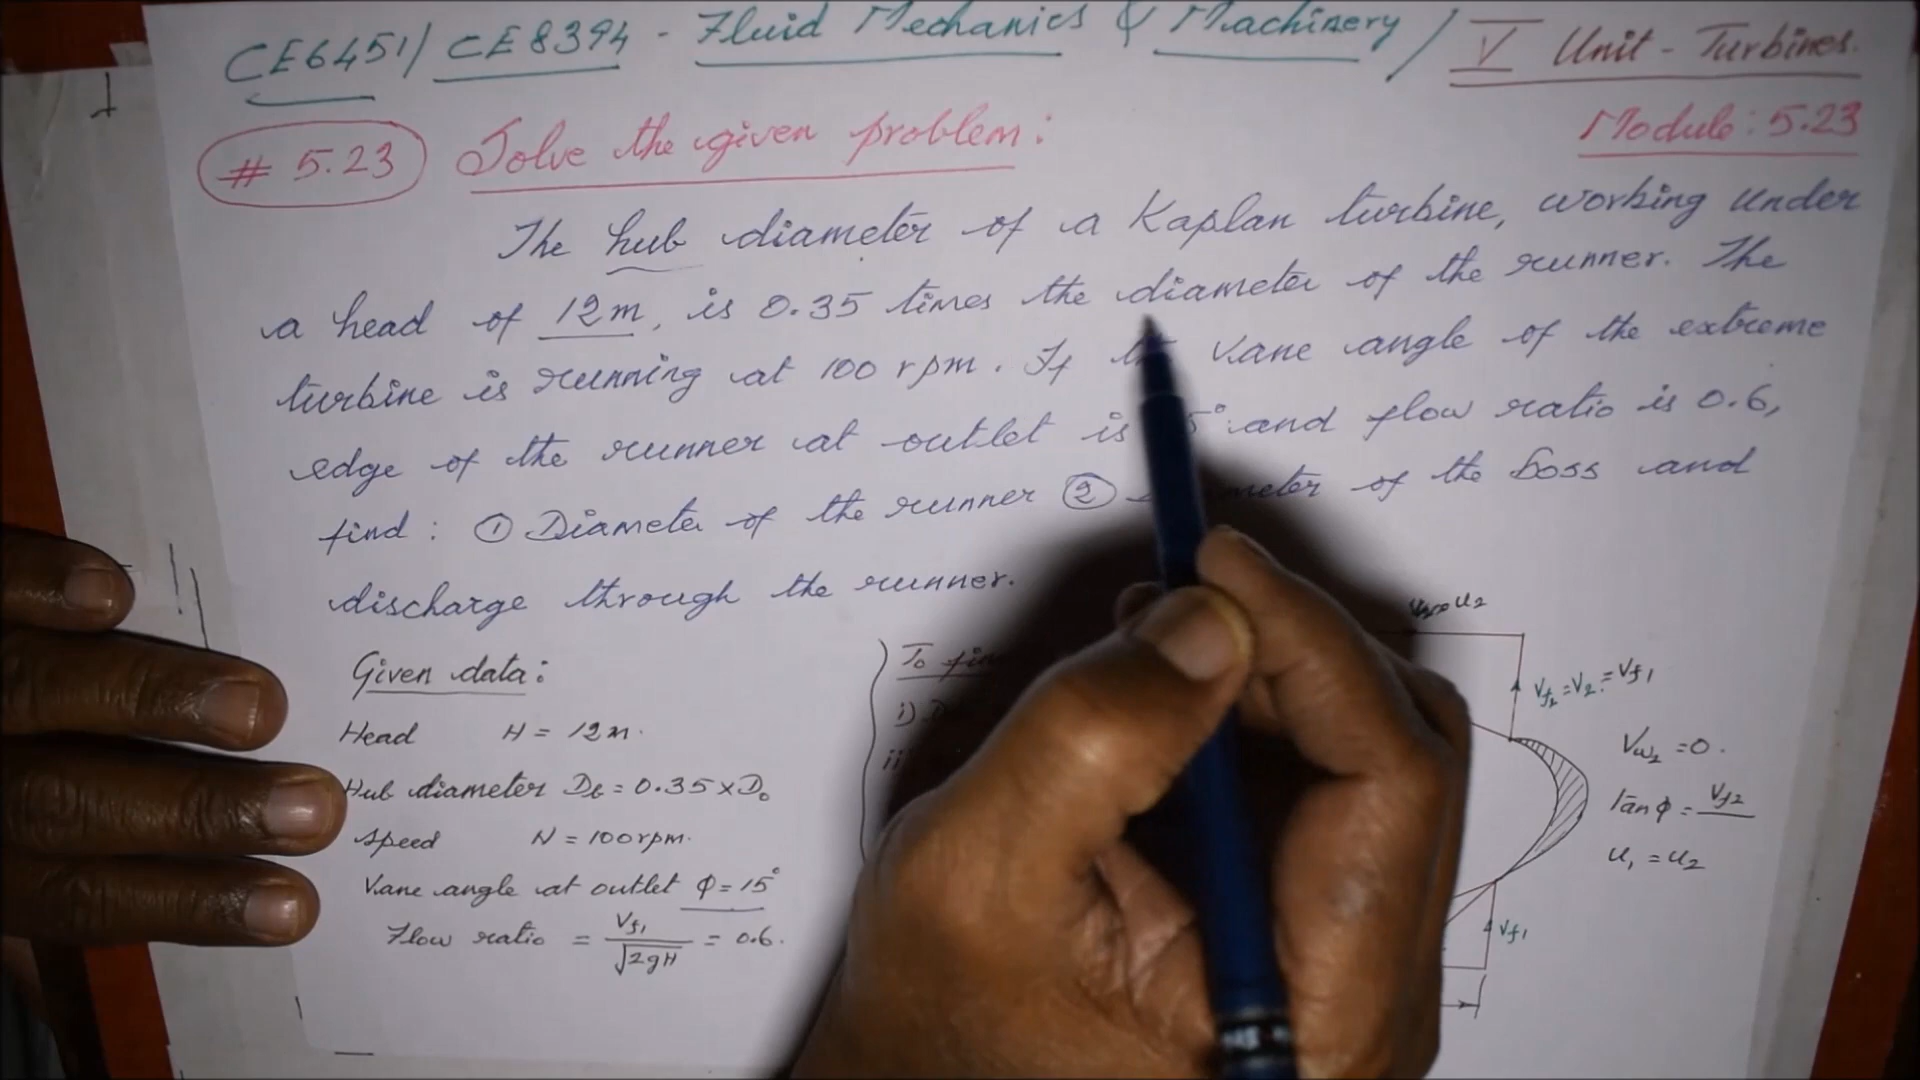 CE6451/ CE8394 - Fluid Mechanics & Machinery / V Unit - Turbines.
Module: 5.23
# 5.23 Solve the given problem:
The hub diameter of a Kaplan turbine, working under
a head of 12m, is 0.35 times the diameter of the runner. The
turbine is running at 100 rpm. If vane angle of the extreme
edge of the runner at outlet is and flow ratio is 0.6,
find: ① Diameter of the runner ② of the boss and
discharge through the runner.
Given data:
Head H = 12m.
Hub diameter Db = 0.35 x Do
Speed N = 100rpm.
Vane angle at outlet φ = 15°
Flow ratio = Vf1 / √2gH = 0.6.
To
i)
u2
Vf2 = V2 = Vf1
Vw2 = 0.
tan φ = Vf2
u1 = u2
Vf1